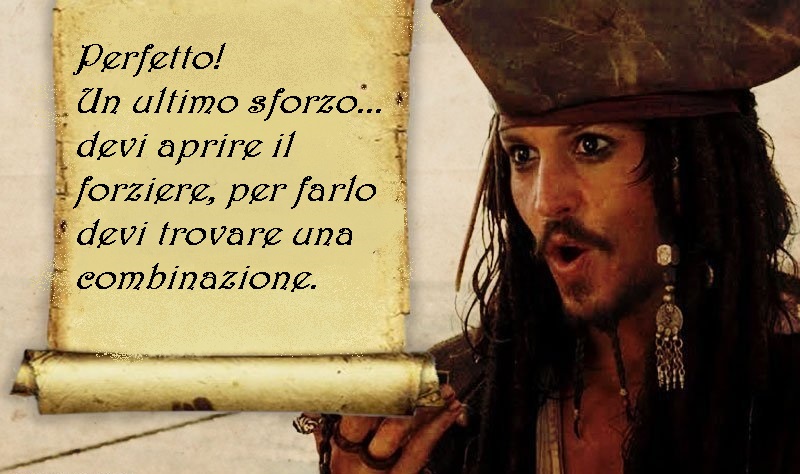 Perfetto!
Un ultimo sforzo...
devi aprire il
forziere, per farlo
devi trovare una
combinazione.